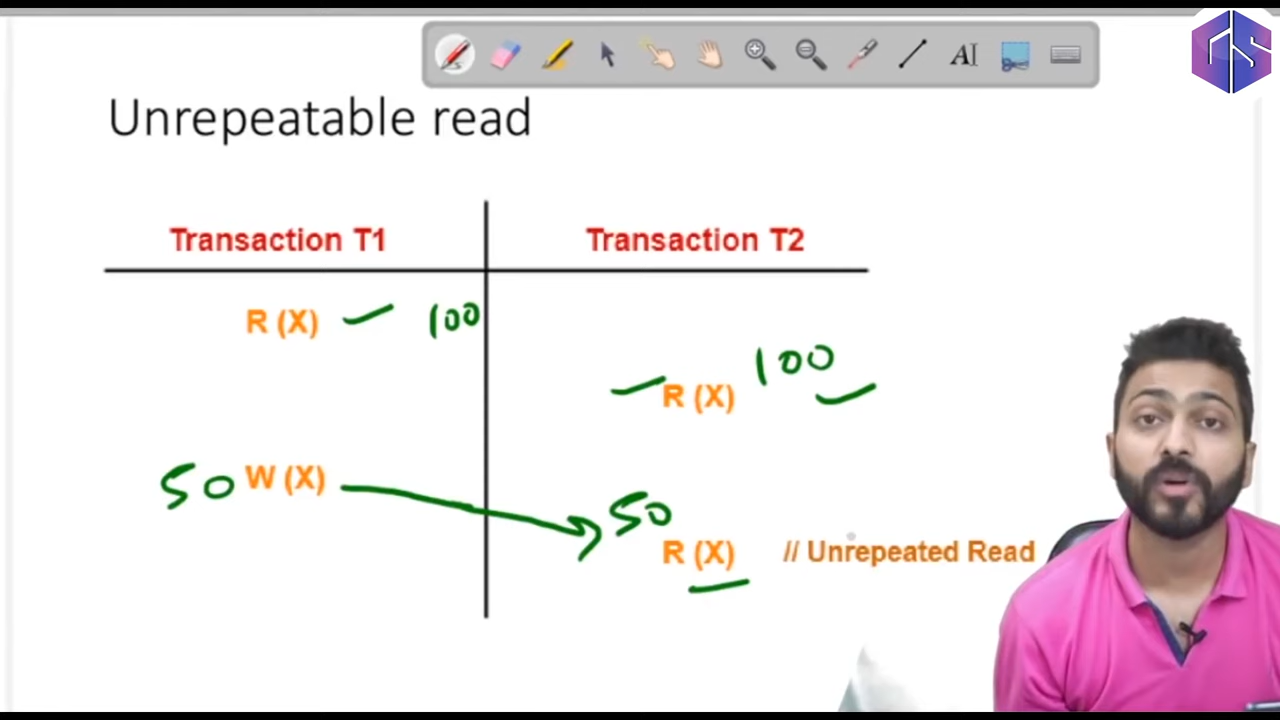 AI
Unrepeatable read
Transaction T1 Transaction T2
R (X) 100
100
R (X)
50 W (X)
50
R (X) // Unrepeated Read